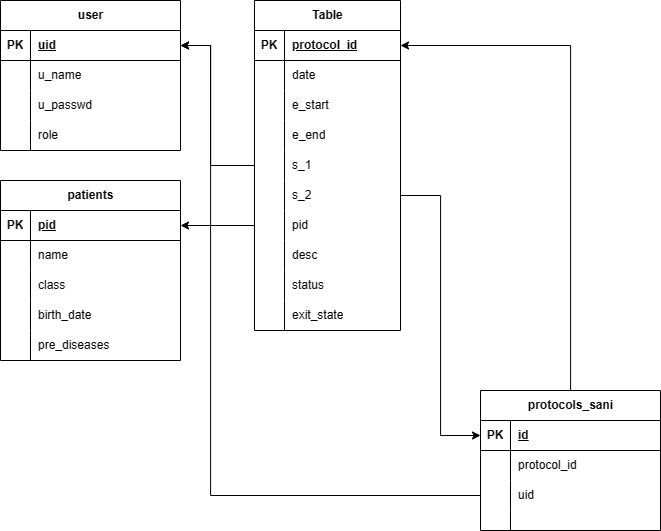 user
PK uid
u_name
u_passwd
role
patients
PK pid
name
class
birth_date
pre_diseases
Table
PK protocol_id
date
e_start
e_end
s_1
s_2
pid
desc
status
exit_state
protocols_sani
PK id
protocol_id
uid